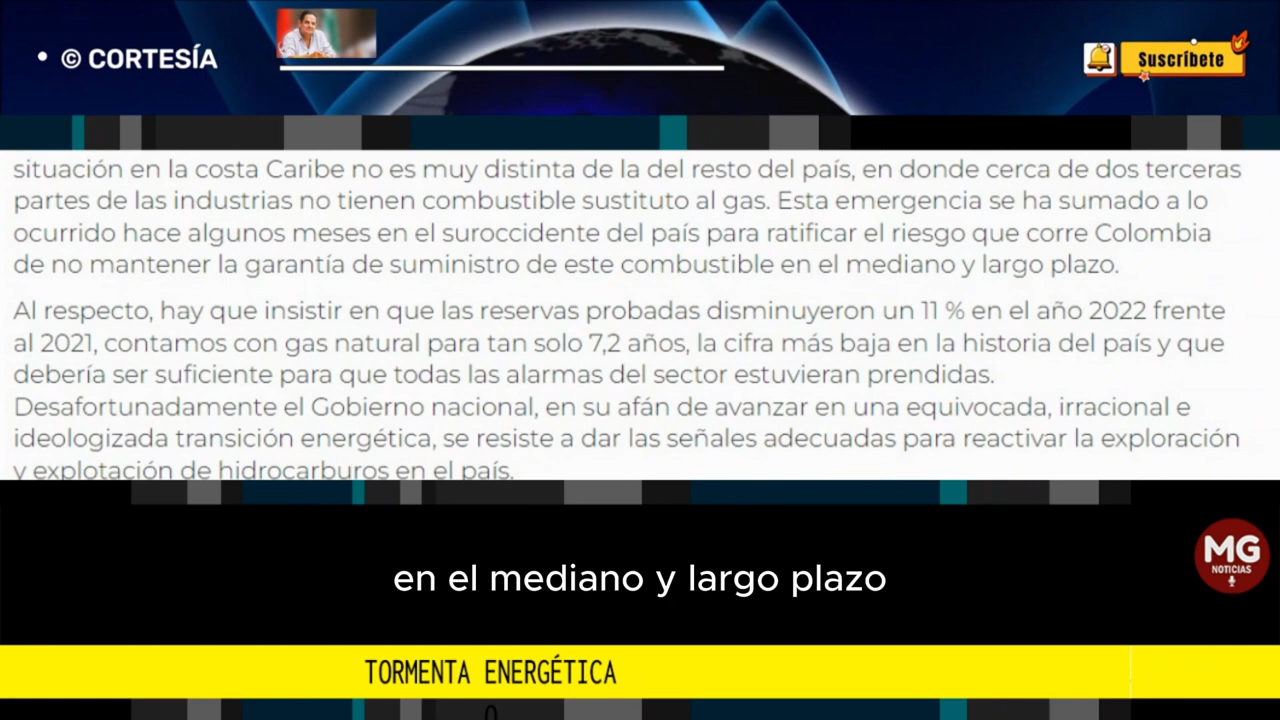 • © CORTESÍA
Suscríbete
situación en la costa Caribe no es muy distinta de la del resto del país, en donde cerca de dos terceras
partes de las industrias no tienen combustible sustituto al gas. Esta emergencia se ha sumado a lo
ocurrido hace algunos meses en el suroccidente del país para ratificar el riesgo que corre Colombia
de no mantener la garantía de suministro de este combustible en el mediano y largo plazo.
Al respecto, hay que insistir en que las reservas probadas disminuyeron un 11 % en el año 2022 frente
al 2021, contamos con gas natural para tan solo 7,2 años, la cifra más baja en la historia del país y que
debería ser suficiente para que todas las alarmas del sector estuvieran prendidas.
Desafortunadamente el Gobierno nacional, en su afán de avanzar en una equivocada, irracional e
ideologizada transición energética, se resiste a dar las señales adecuadas para reactivar la exploración
y explotación de hidrocarburos en el país.
MG
NOTICIAS
en el mediano y largo plazo
TORMENTA ENERGÉTICA